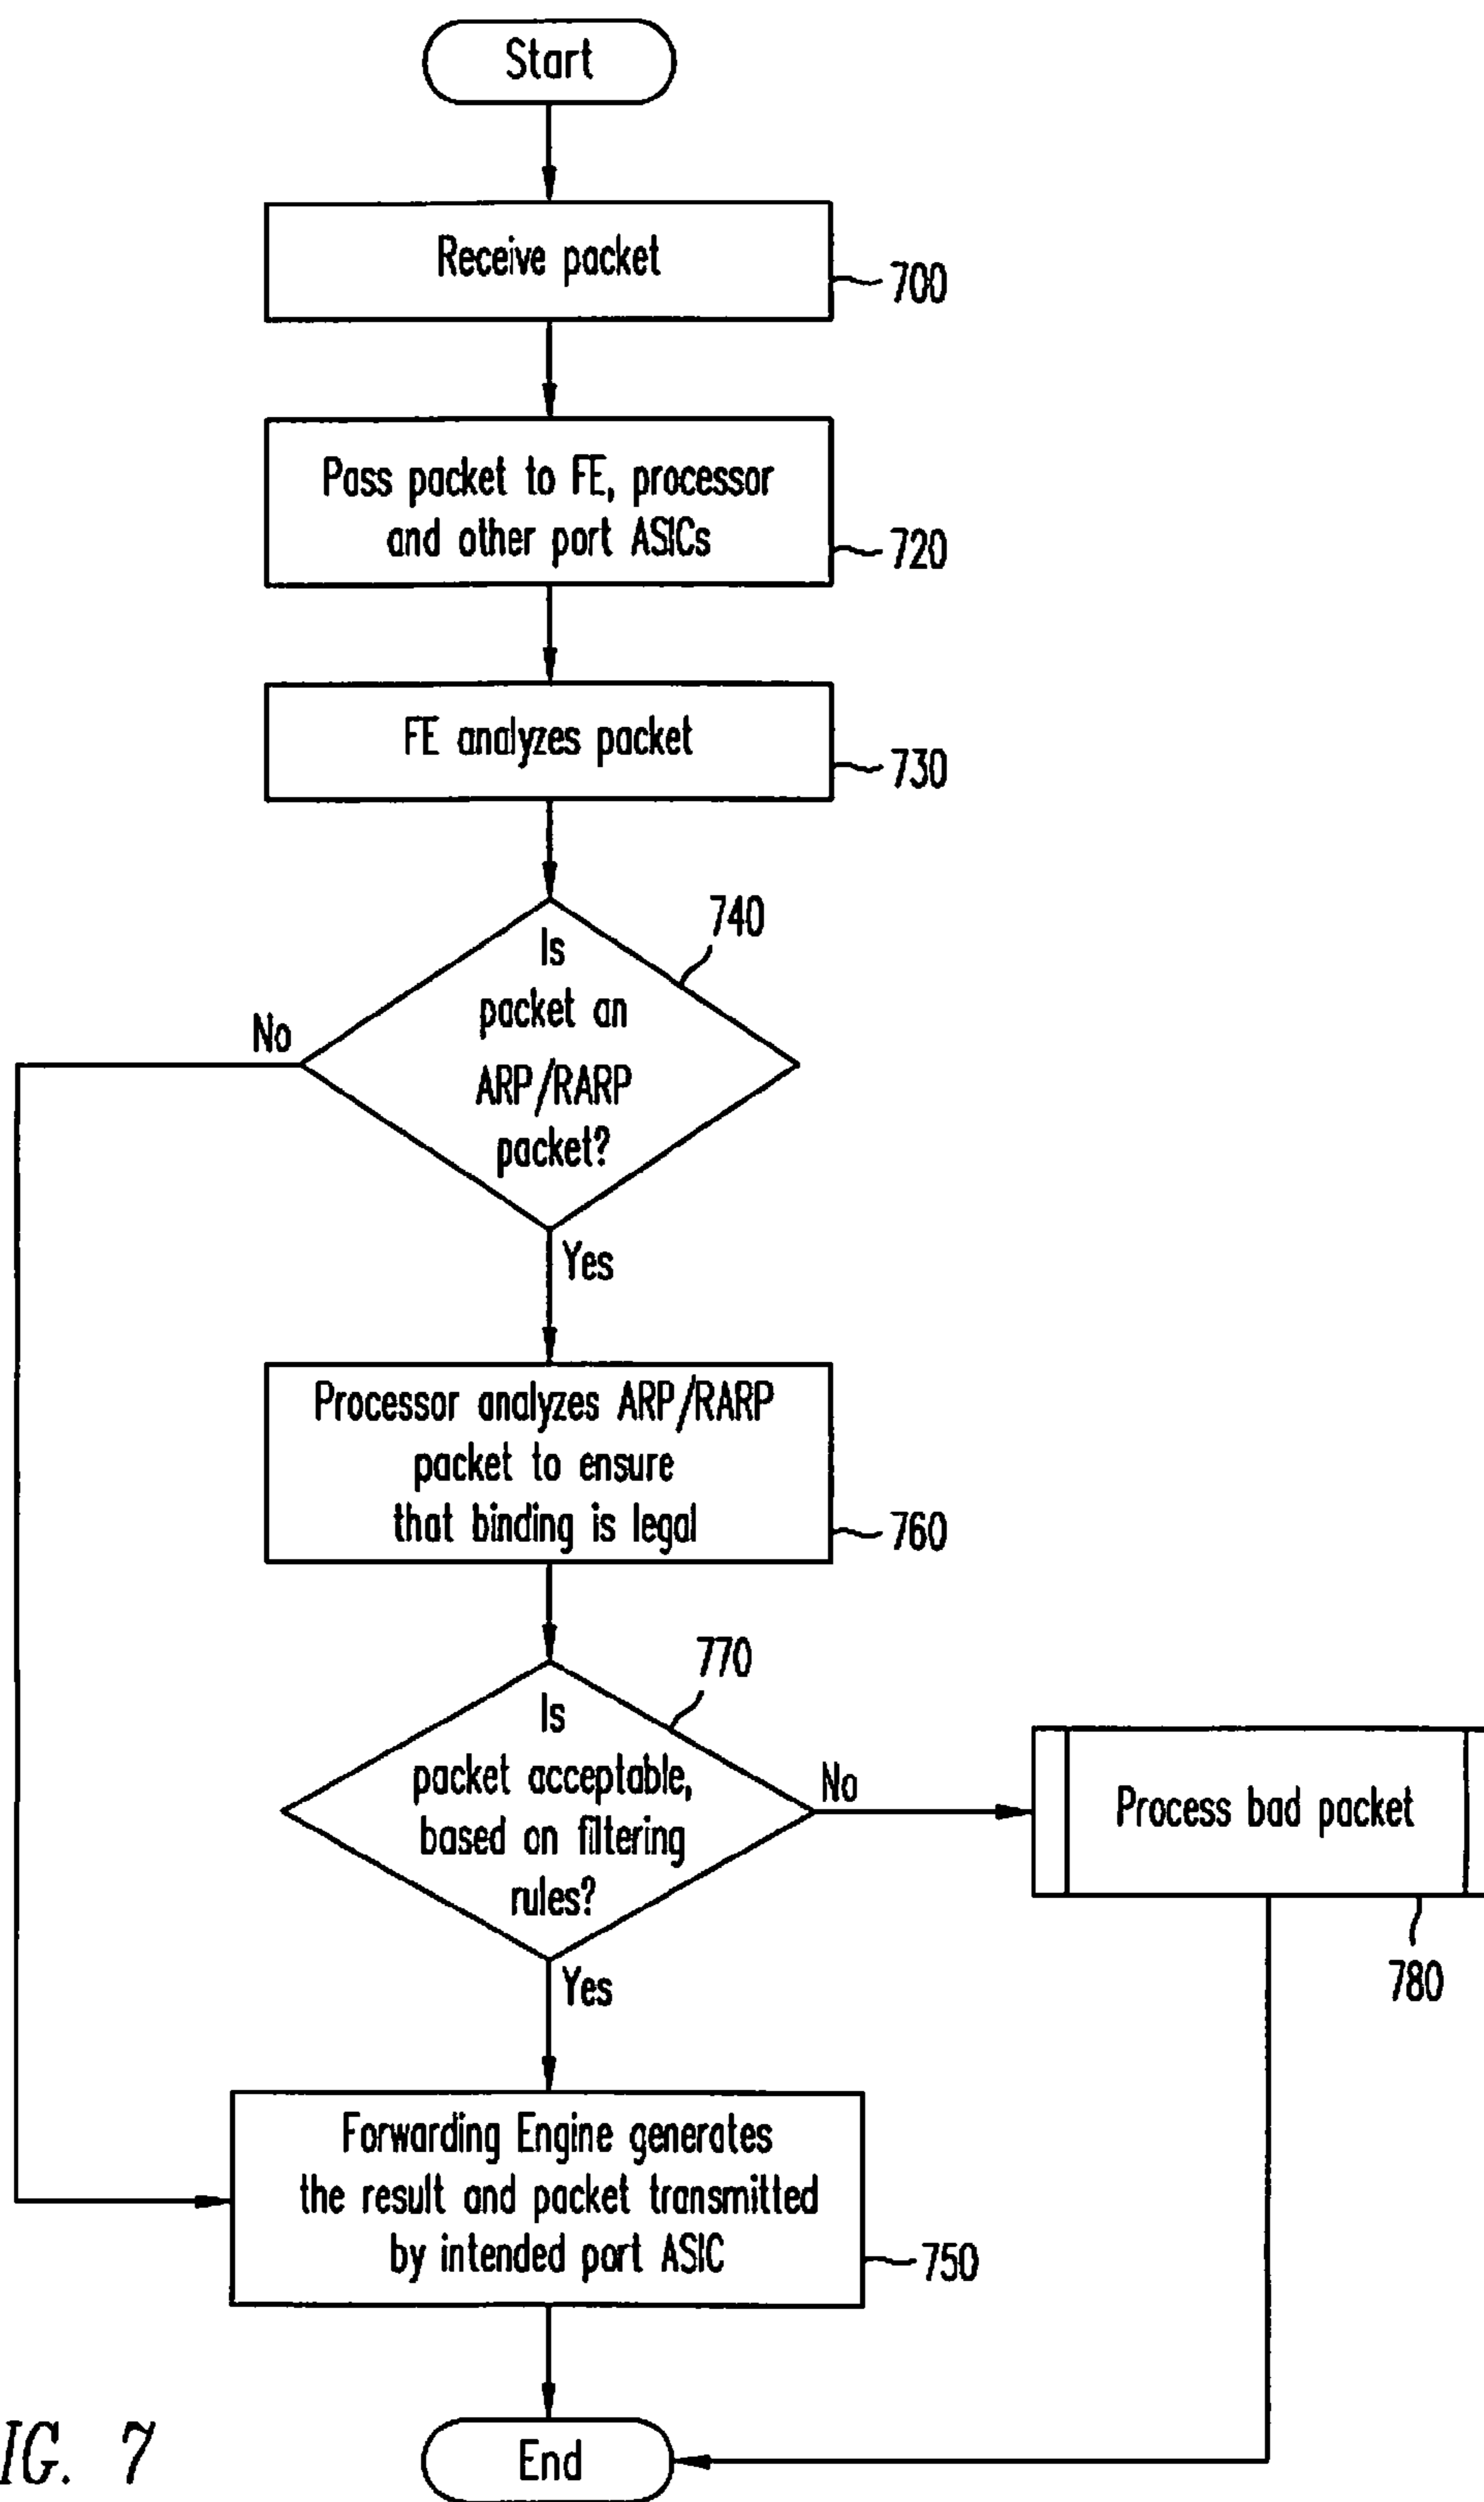 Start
Receive packet
700
Pass packet to FE, processor
and other port ASICs
720
FE analyzes packet
730
740
Is
packet an
ARP/RARP
packet?
No
Yes
Processor analyzes ARP/RARP
packet to ensure
that binding is legal
760
770
Is
packet acceptable,
based on filtering
rules?
No
Process bad packet
780
Yes
Forwarding Engine generates
the result and packet transmitted
by intended port ASIC
750
End
IG. 7